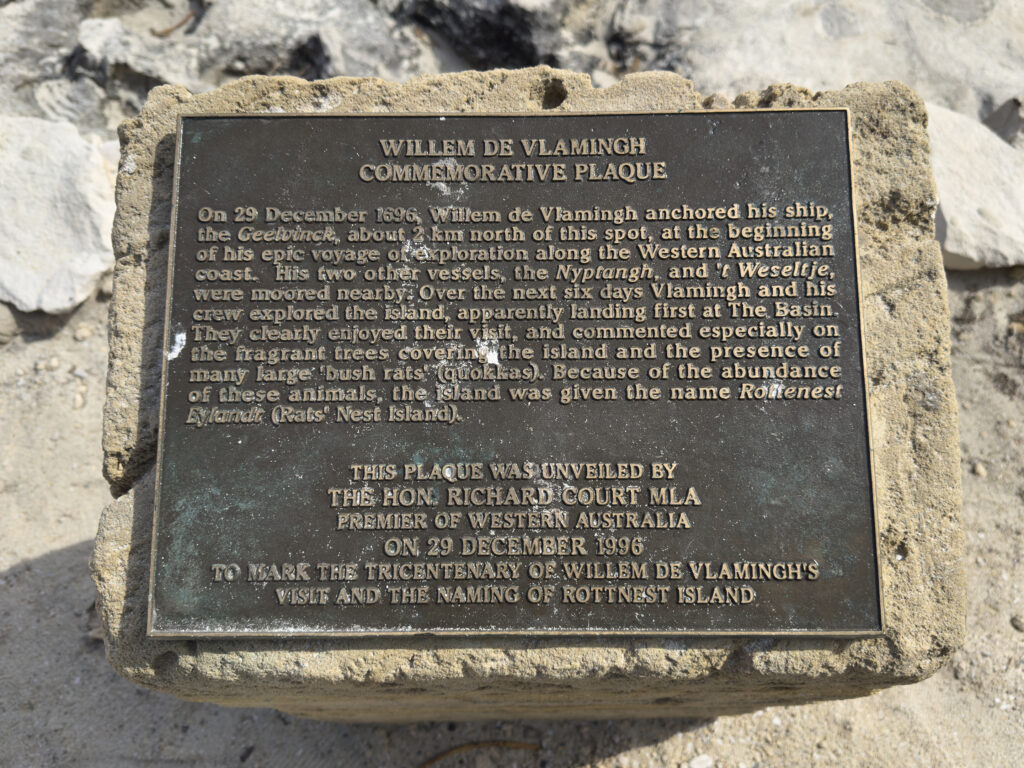 WILLEM DE VLAMINGH
COMMEMORATIVE PLAQUE
On 29 December 1696, Willem de Vlamingh anchored his ship,
the Geelvinck, about 2 km north of this spot, at the beginning
of his epic voyage of exploration along the Western Australian
coast. His two other vessels, the Nyptangh, and 't Weseltje,
were moored nearby. Over the next six days Vlamingh and his
crew explored the island, apparently landing first at The Basin.
They clearly enjoyed their visit, and commented especially on
the fragrant trees covering the island and the presence of
many large 'bush rats' (quokkas). Because of the abundance
of these animals, the island was given the name Rottenest
Eylandt (Rats' Nest Island).
THIS PLAQUE WAS UNVEILED BY
THE HON. RICHARD COURT MLA
PREMIER OF WESTERN AUSTRALIA
ON 29 DECEMBER 1996
TO MARK THE TRICENTENARY OF WILLEM DE VLAMINGH'S
VISIT AND THE NAMING OF ROTTNEST ISLAND